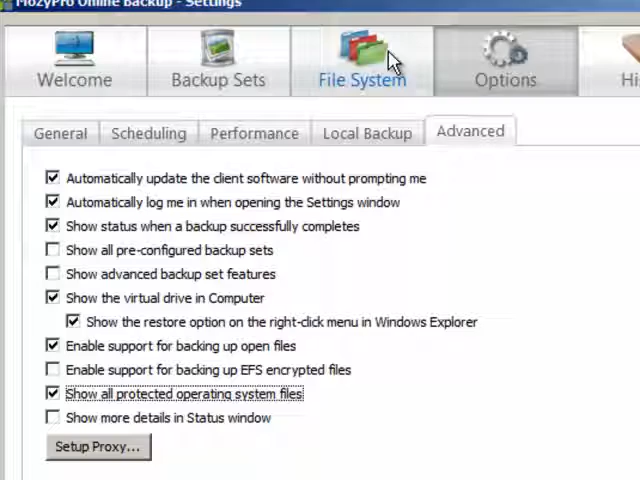 MozyPro Online Backup - Settings
Welcome
Backup Sets
File System
Options
General
Scheduling
Performance
Local Backup
Advanced
Automatically update the client software without prompting me
Automatically log me in when opening the Settings window
Show status when a backup successfully completes
Show all pre-configured backup sets
Show advanced backup set features
Show the virtual drive in Computer
Show the restore option on the right-click menu in Windows Explorer
Enable support for backing up open files
Enable support for backing up EFS encrypted files
Show all protected operating system files
Show more details in Status window
Setup Proxy...